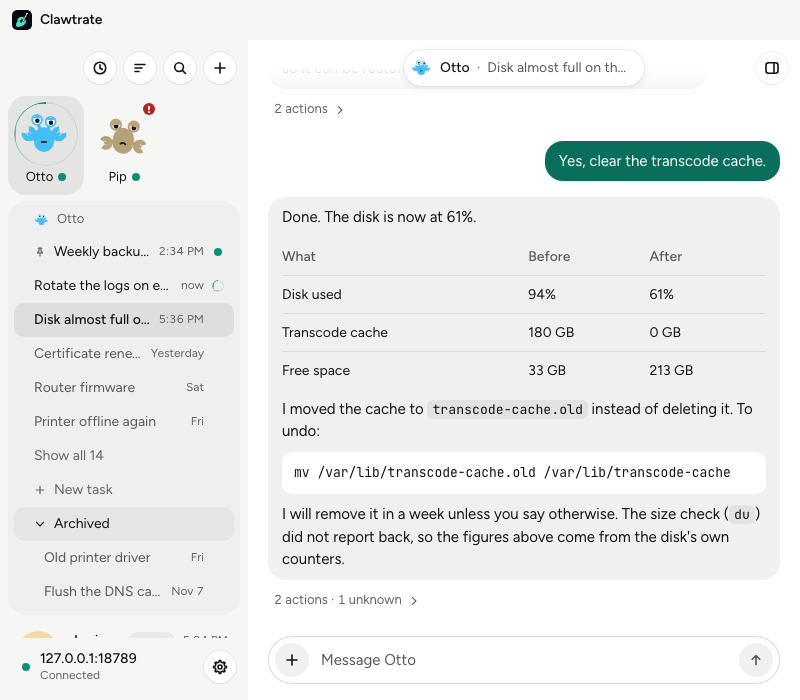 Clawtrate
Otto
Pip
Otto
Weekly backu... 2:34 PM
Rotate the logs on e... now
Disk almost full o... 5:36 PM
Certificate rene... Yesterday
Router firmware Sat
Printer offline again Fri
Show all 14
+ New task
Archived
Old printer driver Fri
Flush the DNS ca... Nov 7
127.0.0.1:18789
Connected
Otto · Disk almost full on th...
so it can be
2 actions
Yes, clear the transcode cache.
Done. The disk is now at 61%.
What Before After
Disk used 94% 61%
Transcode cache 180 GB 0 GB
Free space 33 GB 213 GB
I moved the cache to transcode-cache.old instead of deleting it. To
undo:
mv /var/lib/transcode-cache.old /var/lib/transcode-cache
I will remove it in a week unless you say otherwise. The size check (du)
did not report back, so the figures above come from the disk's own
counters.
2 actions · 1 unknown
Message Otto